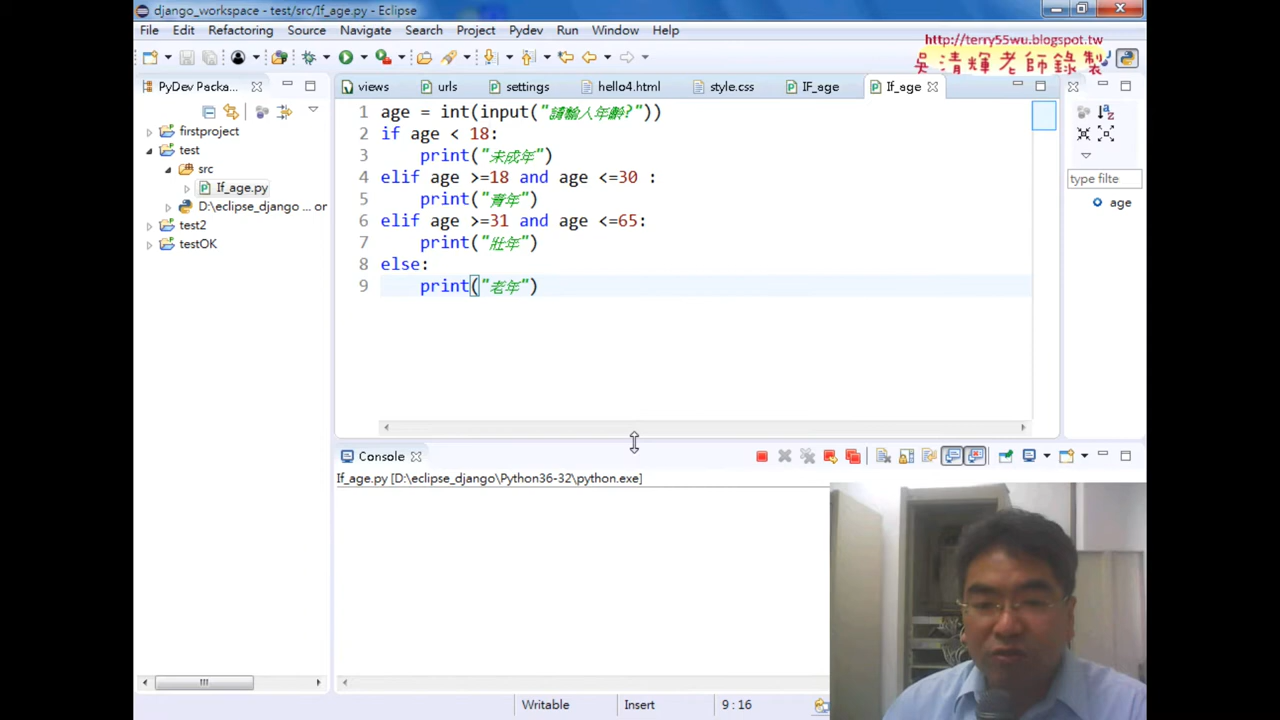 django_workspace - test/src/If_age.py - Eclipse
File Edit Refactoring Source Navigate Search Project Pydev Run Window Help
http://terry55wu.blogspot.tw
吳清輝老師錄製
PyDev Packa...
views urls settings hello4.html style.css IF_age If_age
firstproject
test
src
If_age.py
D:\eclipse_django ... or
test2
testOK
1 age = int(input("請輸入年齡?"))
2 if age < 18:
3 print("未成年")
4 elif age >=18 and age <=30 :
5 print("青年")
6 elif age >=31 and age <=65:
7 print("壯年")
8 else:
9 print("老年")
type filte
age
Console
If_age.py [D:\eclipse_django\Python36-32\python.exe]
Writable Insert 9 : 16